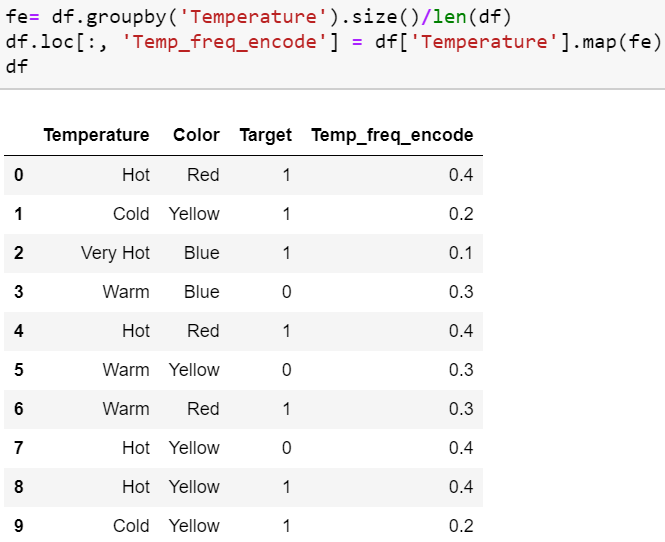 fe= df.groupby('Temperature').size()/len(df)
df.loc[:, 'Temp_freq_encode'] = df['Temperature'].map(fe)
df
Temperature Color Target Temp_freq_encode
0 Hot Red 1 0.4
1 Cold Yellow 1 0.2
2 Very Hot Blue 1 0.1
3 Warm Blue 0 0.3
4 Hot Red 1 0.4
5 Warm Yellow 0 0.3
6 Warm Red 1 0.3
7 Hot Yellow 0 0.4
8 Hot Yellow 1 0.4
9 Cold Yellow 1 0.2